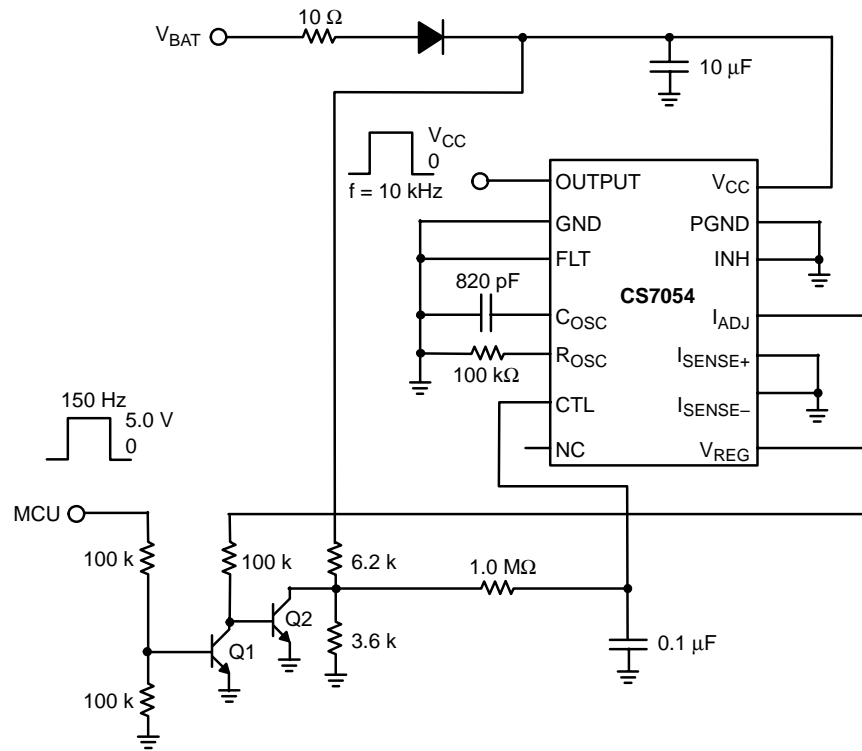 10 Ω
V_BAT
10 μF
V_CC
0
f = 10 kHz
OUTPUT
V_CC
GND
PGND
FLT
INH
820 pF
CS7054
C_OSC
I_ADJ
R_OSC
I_SENSE+
100 kΩ
CTL
I_SENSE–
150 Hz
5.0 V
0
NC
V_REG
MCU
100 k
100 k
6.2 k
1.0 MΩ
Q2
Q1
3.6 k
0.1 μF
100 k